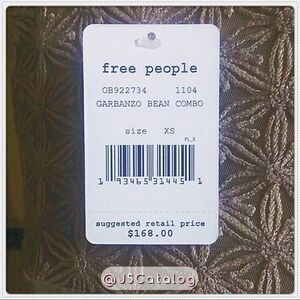 free people
OB922734 1104
GARBANZO BEAN COMBO
size XS
FL_3
1 93465 31445 1
suggested retail price
$168.00
@JSCatalog